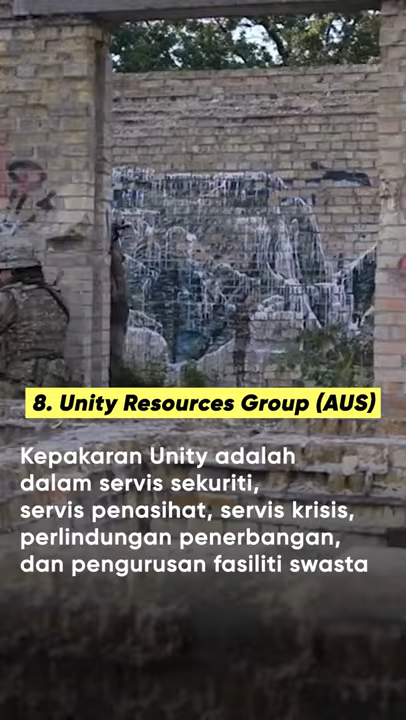 8. Unity Resources Group (AUS)
Kepakaran Unity adalah
dalam servis sekuriti,
servis penasihat, servis krisis,
perlindungan penerbangan,
dan pengurusan fasiliti swasta